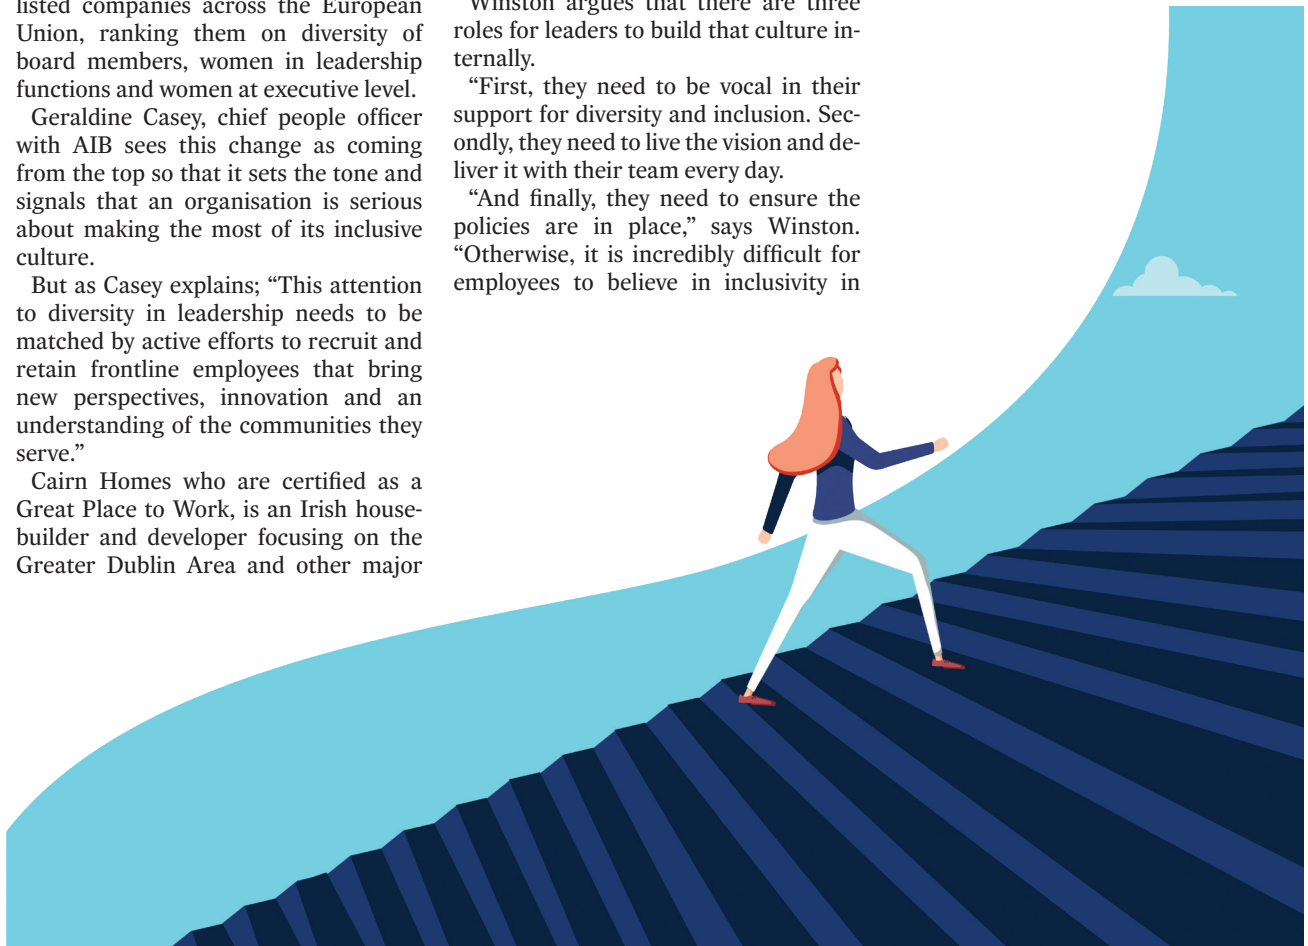 listed companies across the European
Union, ranking them on diversity of
board members, women in leadership
functions and women at executive level.
Geraldine Casey, chief people officer
with AIB sees this change as coming
from the top so that it sets the tone and
signals that an organisation is serious
about making the most of its inclusive
culture.
But as Casey explains; “This attention
to diversity in leadership needs to be
matched by active efforts to recruit and
retain frontline employees that bring
new perspectives, innovation and an
understanding of the communities they
serve.”
Cairn Homes who are certified as a
Great Place to Work, is an Irish house-
builder and developer focusing on the
Greater Dublin Area and other major
Winston argues that there are three
roles for leaders to build that culture in-
ternally.
“First, they need to be vocal in their
support for diversity and inclusion. Sec-
ondly, they need to live the vision and de-
liver it with their team every day.
“And finally, they need to ensure the
policies are in place,” says Winston.
“Otherwise, it is incredibly difficult for
employees to believe in inclusivity in